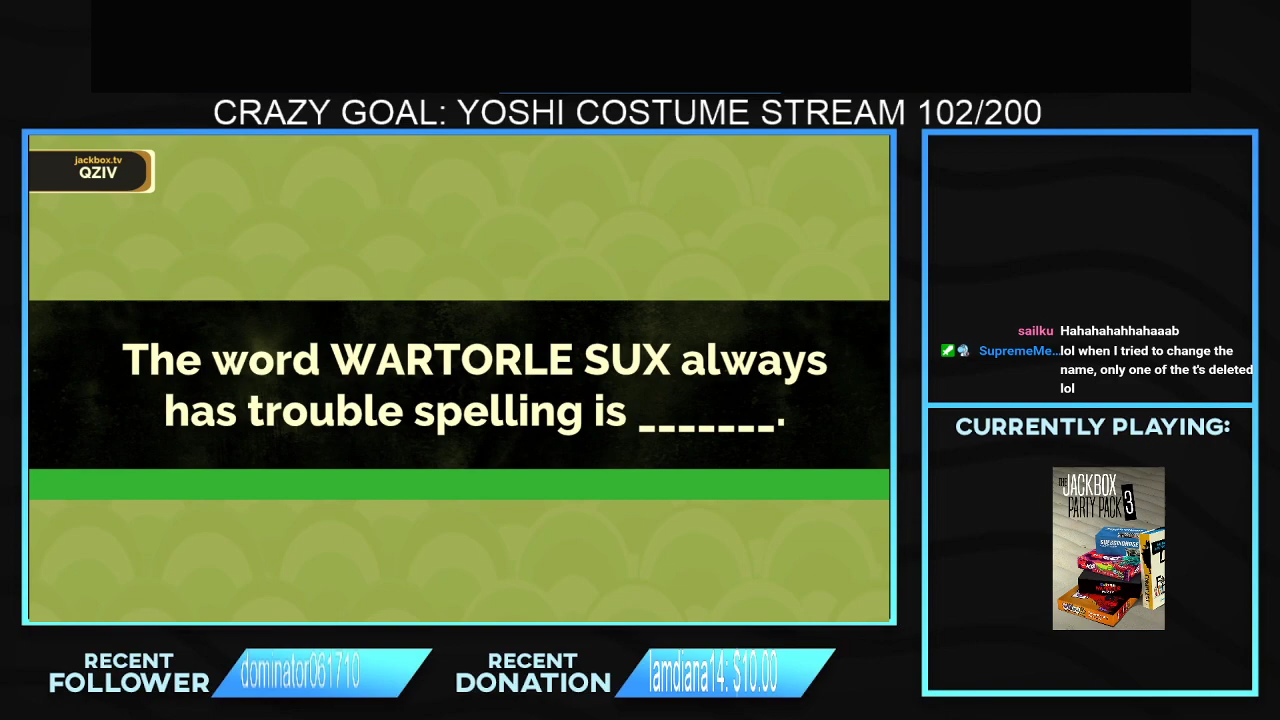 CRAZY GOAL: YOSHI COSTUME STREAM 102/200
jackbox.tv
QZIV
The word WARTORLE SUX always
has trouble spelling is _______.
sailku Hahahahahhahaaab
SupremeMe... lol when I tried to change the
name, only one of the t's deleted
lol
CURRENTLY PLAYING:
THE JACKBOX
PARTY PACK 3
RECENT
FOLLOWER
dominator061710
RECENT
DONATION
lamdiana14: $10.00